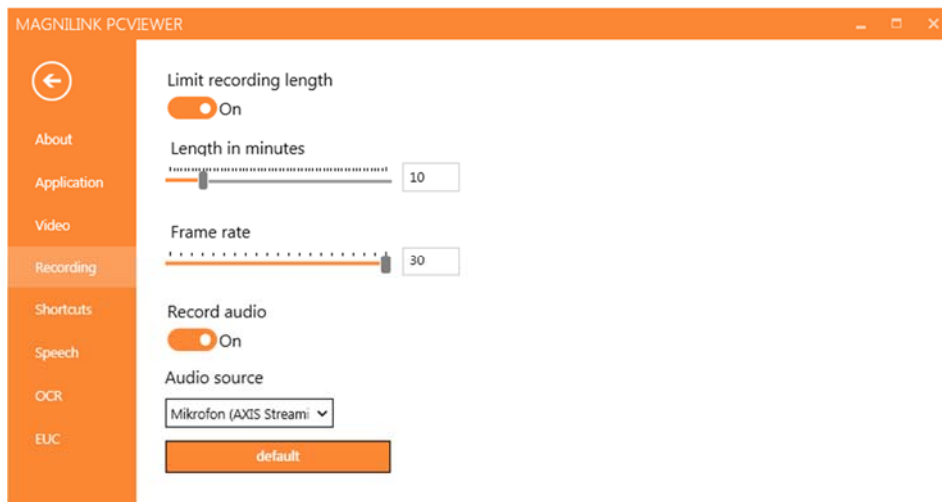 MAGNILINK PCVIEWER
About
Application
Video
Recording
Shortcuts
Speech
OCR
EUC
Limit recording length
On
Length in minutes
10
Frame rate
30
Record audio
On
Audio source
Mikrofon (AXIS Streami
default